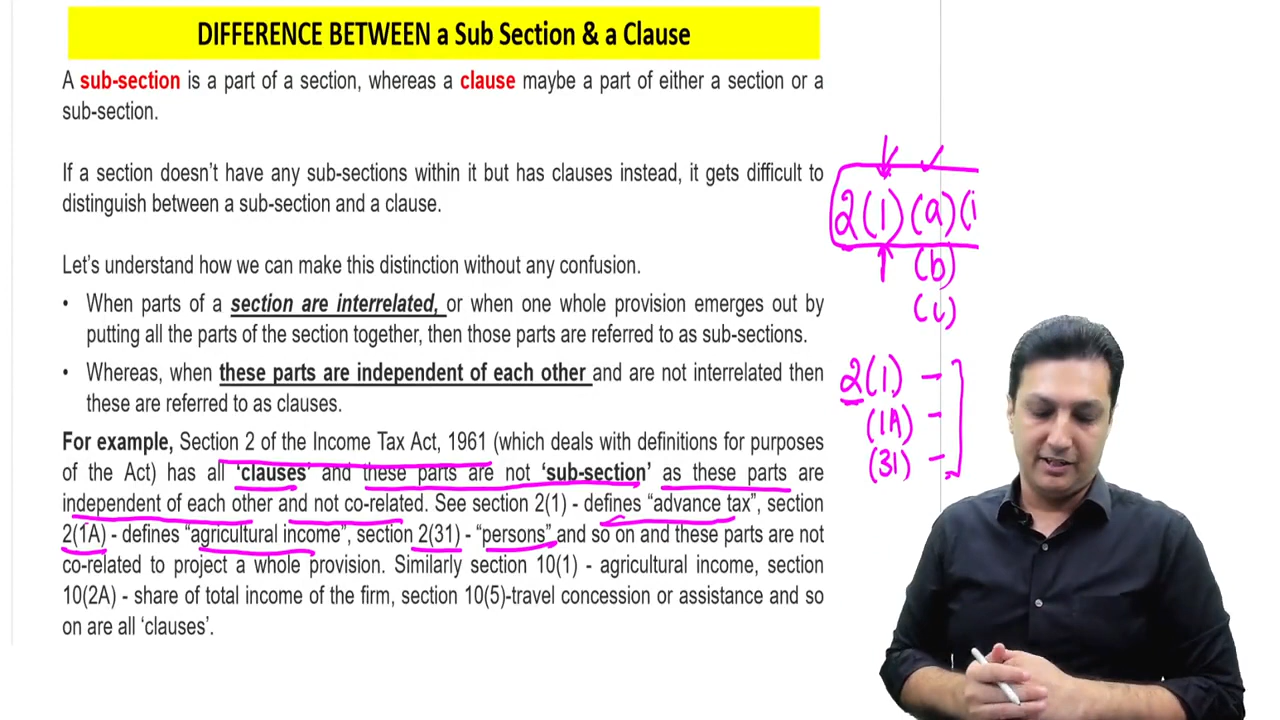 DIFFERENCE BETWEEN a Sub Section & a Clause
A sub-section is a part of a section, whereas a clause maybe a part of either a section or a
sub-section.
If a section doesn't have any sub-sections within it but has clauses instead, it gets difficult to
distinguish between a sub-section and a clause.
Let's understand how we can make this distinction without any confusion.
• When parts of a section are interrelated, or when one whole provision emerges out by
putting all the parts of the section together, then those parts are referred to as sub-sections.
• Whereas, when these parts are independent of each other and are not interrelated then
these are referred to as clauses.
For example, Section 2 of the Income Tax Act, 1961 (which deals with definitions for purposes
of the Act) has all 'clauses' and these parts are not 'sub-section' as these parts are
independent of each other and not co-related. See section 2(1) - defines "advance tax", section
2(1A) - defines "agricultural income", section 2(31) - "persons" and so on and these parts are not
co-related to project a whole provision. Similarly section 10(1) - agricultural income, section
10(2A) - share of total income of the firm, section 10(5)-travel concession or assistance and so
on are all 'clauses'.
2(1)(a)(i
(b)
(c)
2(1) -
(1A) -
(31) -